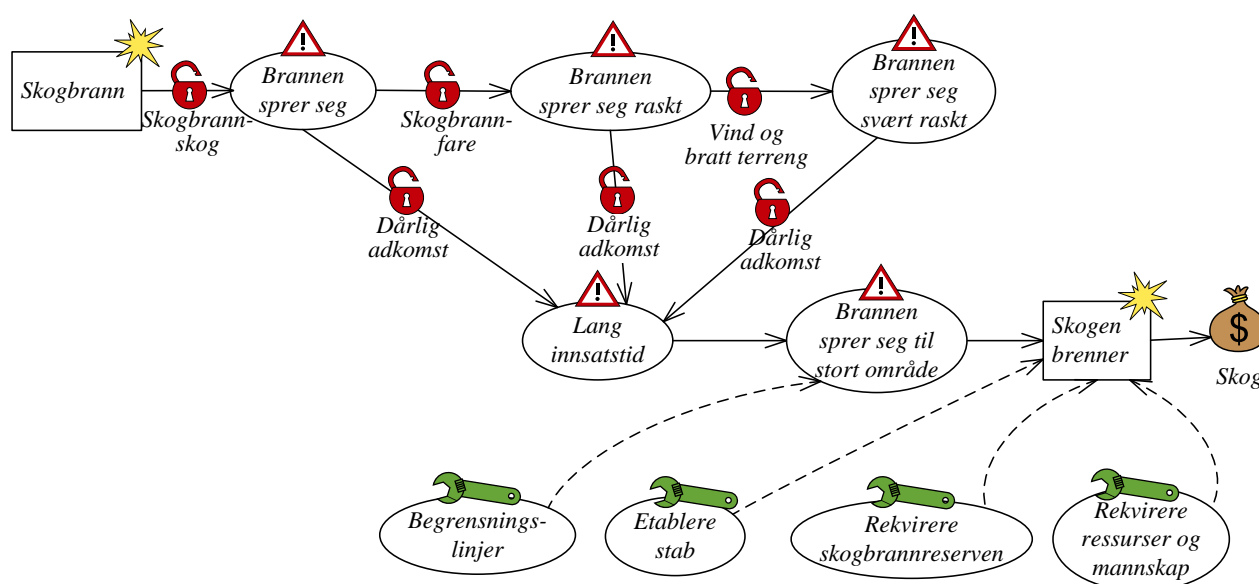 Skogbrann
Skogbrann-
skog
Brannen
sprer seg
Skogbrann-
fare
Brannen
sprer seg raskt
Vind og
bratt terreng
Brannen
sprer seg
svært raskt
Dårlig
adkomst
Dårlig
adkomst
Dårlig
adkomst
Lang
innsatstid
Brannen
sprer seg til
stort område
Skogen
brenner
$
Skog
Begrensnings-
linjer
Etablere
stab
Rekvirere
skogbrannreserven
Rekvirere
ressurser og
mannskap